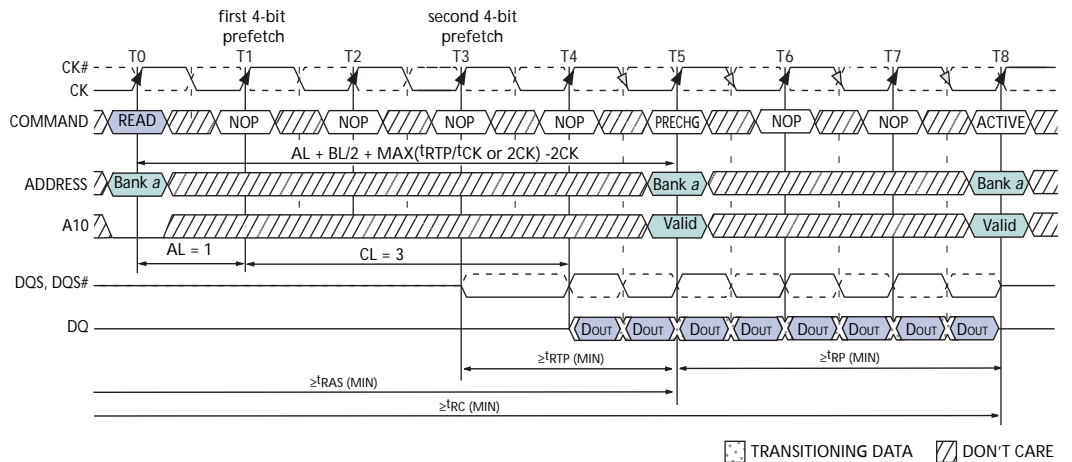 first 4-bit prefetch
second 4-bit prefetch
T0 T1 T2 T3 T4 T5 T6 T7 T8
CK#
CK
COMMAND READ NOP NOP NOP NOP PRECHG NOP NOP ACTIVE
AL + BL/2 + MAX(tRTP/tCK or 2CK) -2CK
ADDRESS Bank a Bank a Bank a
A10 Valid Valid
AL = 1 CL = 3
DQS, DQS#
DQ DOUT DOUT DOUT DOUT DOUT DOUT DOUT DOUT
≥tRTP (MIN) ≥tRP (MIN)
≥tRAS (MIN)
≥tRC (MIN)
TRANSITIONING DATA DON'T CARE